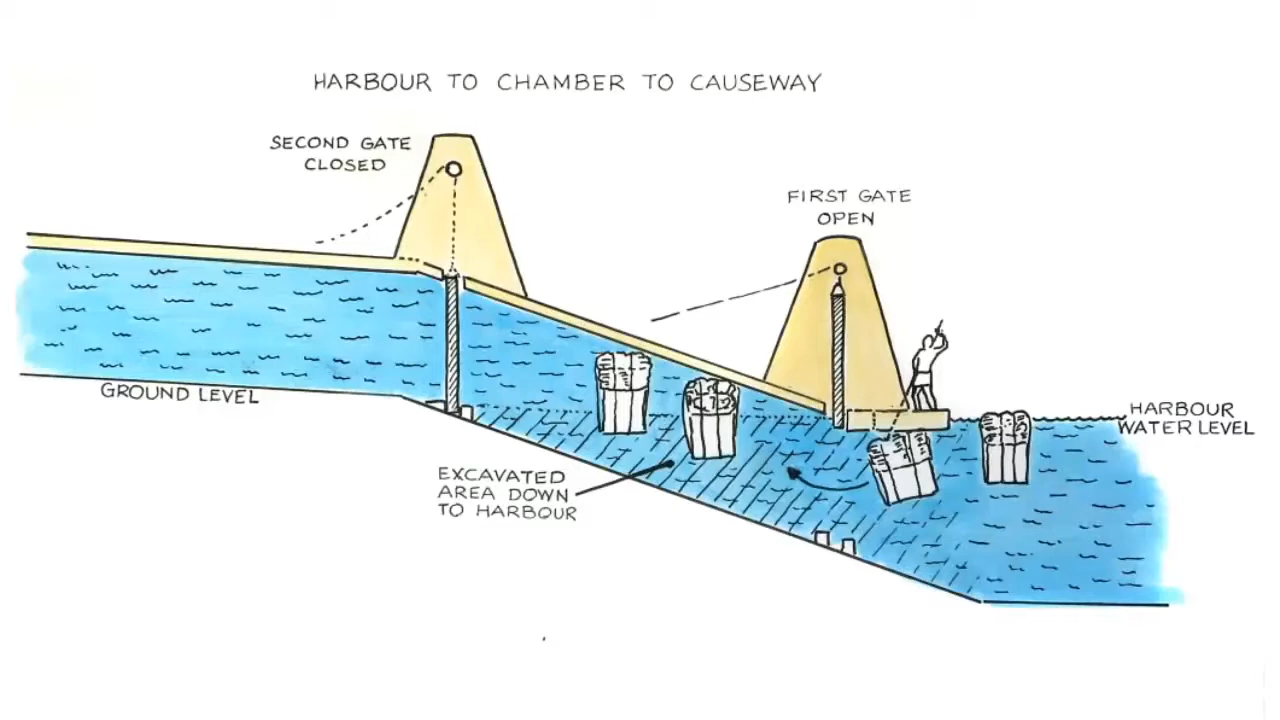 HARBOUR TO CHAMBER TO CAUSEWAY
SECOND GATE
CLOSED
FIRST GATE
OPEN
GROUND LEVEL
HARBOUR
WATER LEVEL
EXCAVATED
AREA DOWN
TO HARBOUR